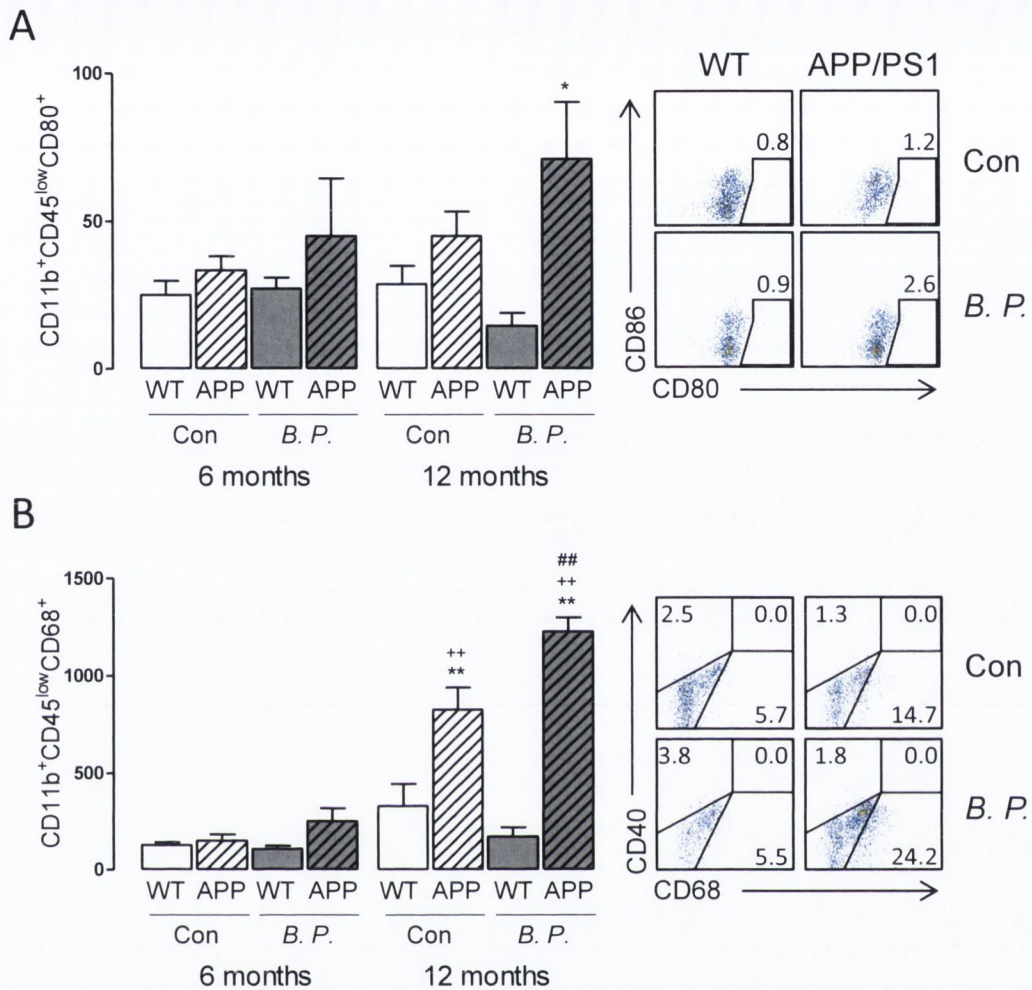 A
CD11b⁺CD45ˡᵒʷCD80⁺
100
50
0
*
WT APP WT APP WT APP WT APP
Con B. P. Con B. P.
6 months 12 months
WT APP/PS1
0.8 1.2 Con
0.9 2.6 B. P.
CD86
CD80
B
CD11b⁺CD45ˡᵒʷCD68⁺
1500
1000
500
0
++
**
##
++
**
WT APP WT APP WT APP WT APP
Con B. P. Con B. P.
6 months 12 months
2.5 0.0 1.3 0.0
Con
5.7 14.7
3.8 0.0 1.8 0.0
B. P.
5.5 24.2
CD40
CD68